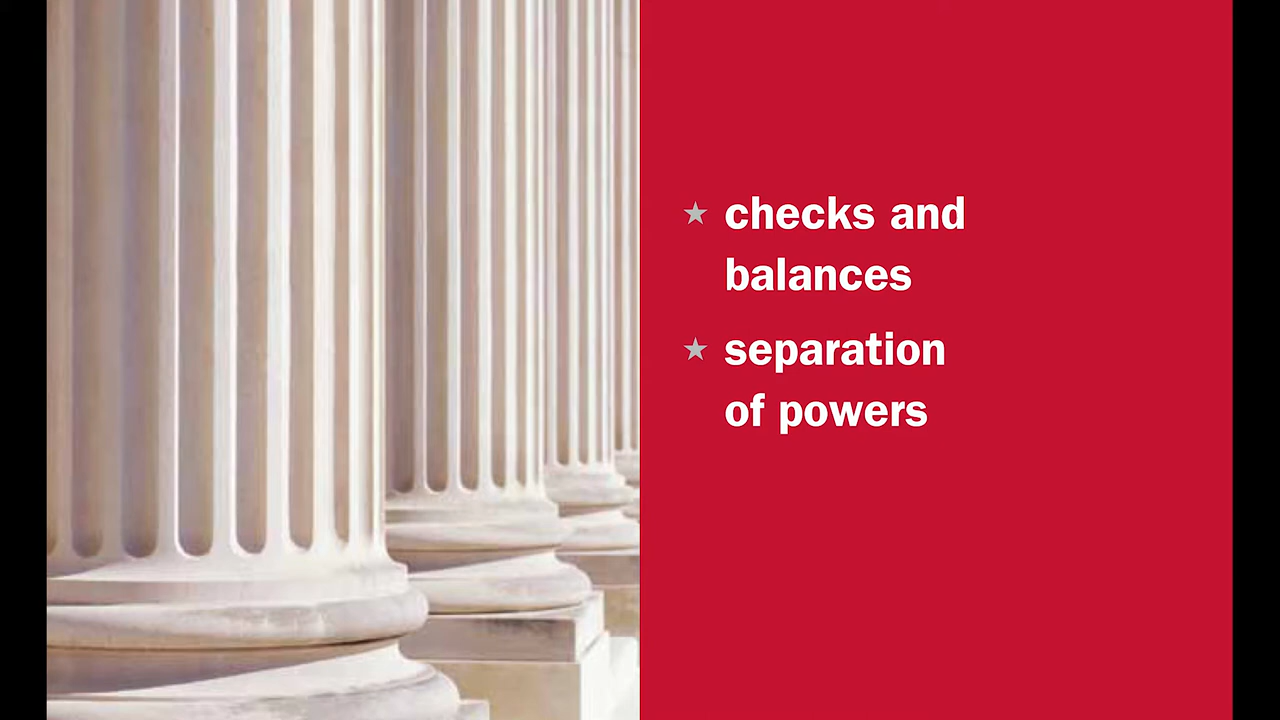 checks and
balances
separation
of powers